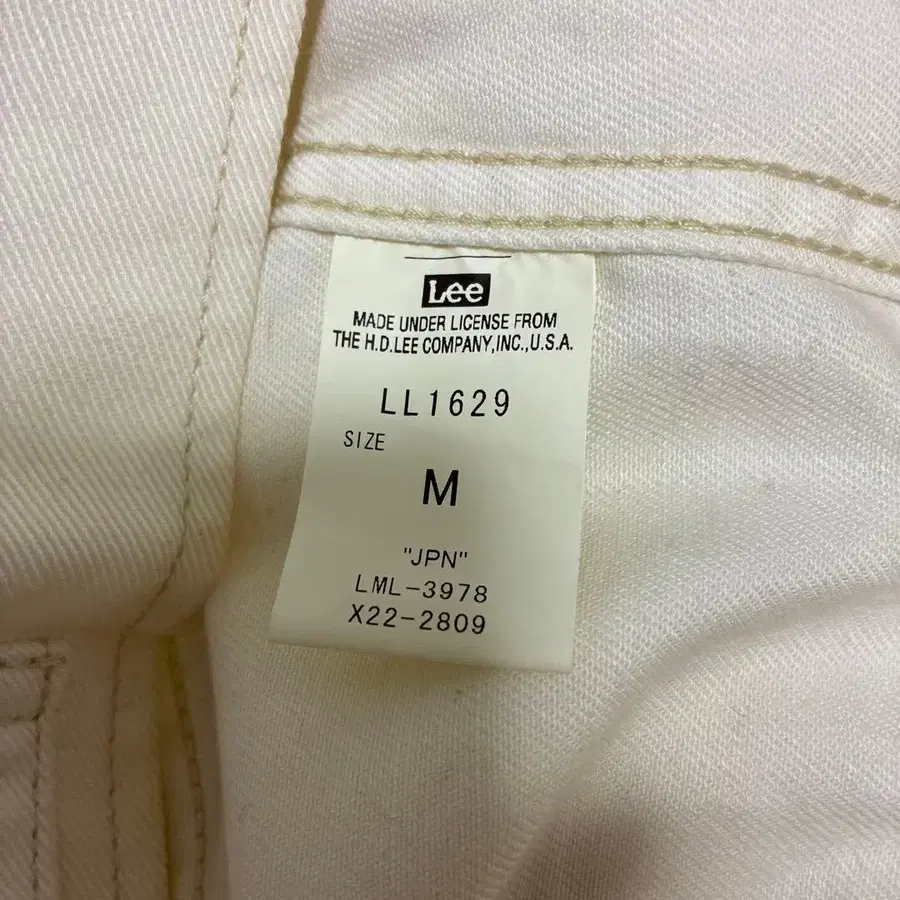 Lee
MADE UNDER LICENSE FROM
THE H.D.LEE COMPANY,INC.,U.S.A.
LL1629
SIZE
M
"JPN"
LML-3978
X22-2809